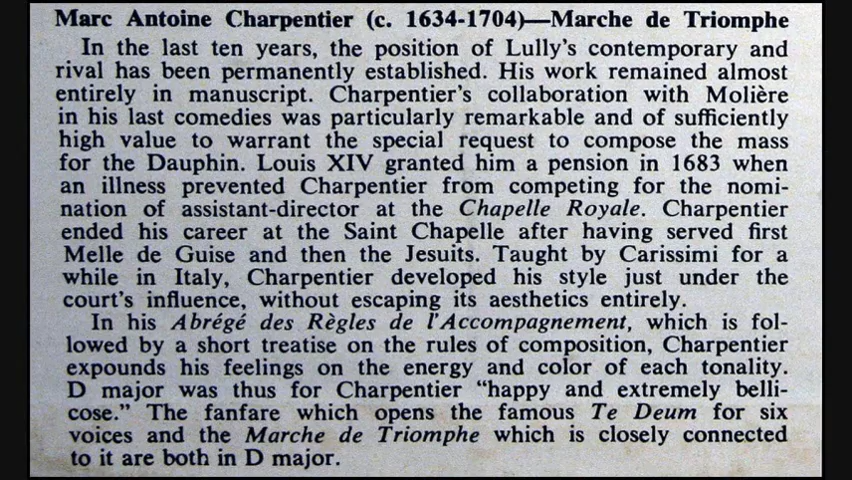 Marc Antoine Charpentier (c. 1634-1704)—Marche de Triomphe
In the last ten years, the position of Lully's contemporary and
rival has been permanently established. His work remained almost
entirely in manuscript. Charpentier's collaboration with Molière
in his last comedies was particularly remarkable and of sufficiently
high value to warrant the special request to compose the mass
for the Dauphin. Louis XIV granted him a pension in 1683 when
an illness prevented Charpentier from competing for the nomi-
nation of assistant-director at the Chapelle Royale. Charpentier
ended his career at the Saint Chapelle after having served first
Melle de Guise and then the Jesuits. Taught by Carissimi for a
while in Italy, Charpentier developed his style just under the
court's influence, without escaping its aesthetics entirely.
In his Abrégé des Règles de l'Accompagnement, which is fol-
lowed by a short treatise on the rules of composition, Charpentier
expounds his feelings on the energy and color of each tonality.
D major was thus for Charpentier "happy and extremely belli-
cose." The fanfare which opens the famous Te Deum for six
voices and the Marche de Triomphe which is closely connected
to it are both in D major.